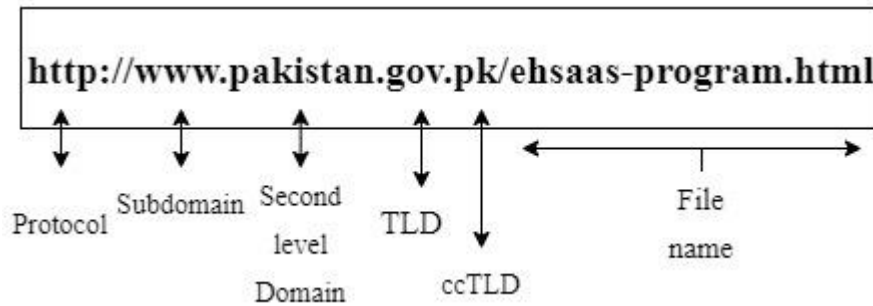 http://www.pakistan.gov.pk/ehsaas-program.html
Protocol
Subdomain
Second
level
Domain
TLD
ccTLD
File
name